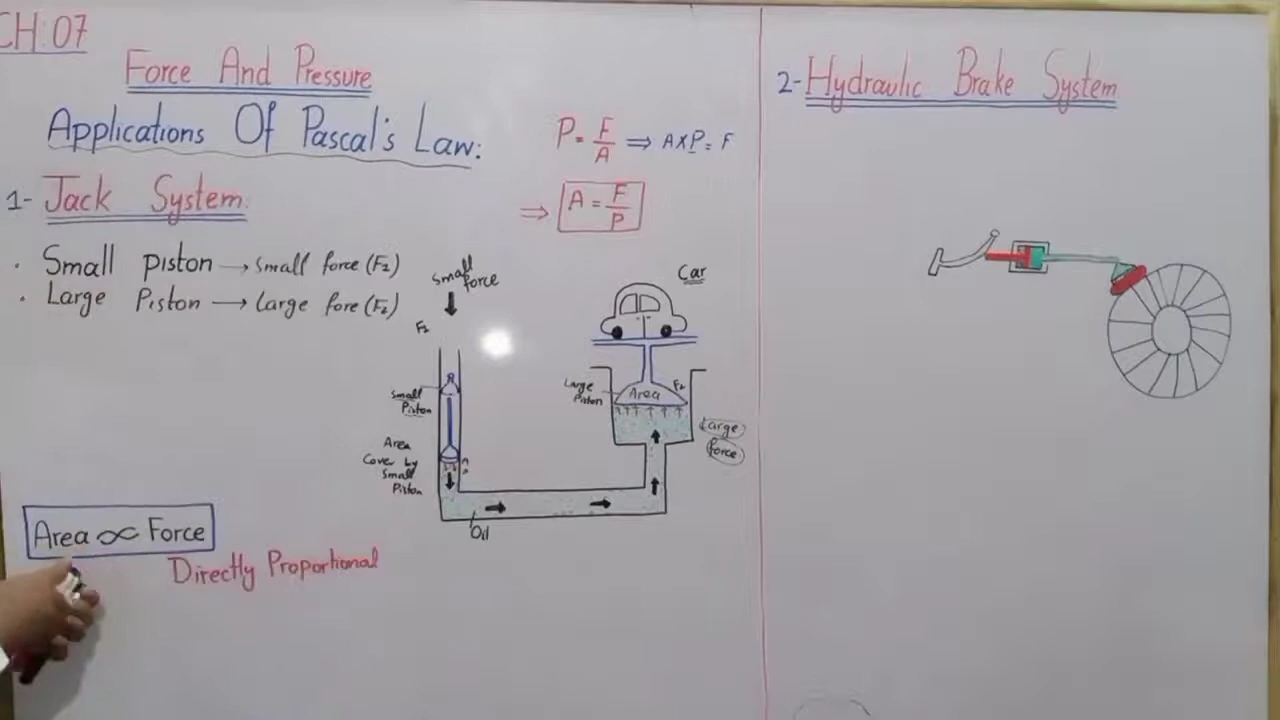 CH:07
Force And Pressure
Applications Of Pascal's Law:
P = F/A ⇒ A×P = F
⇒ A = F/P
1- Jack System.
· Small piston → small force (F₂)
· Large Piston → Large fore (F₂)
Small
force
F₂
Small
Piston
Area
Cover by
Small
Piston
Oil
Car
Large
Piston
Area
F₂
Large
force
Area ∝ Force
Directly Proportional
2- Hydraulic Brake System